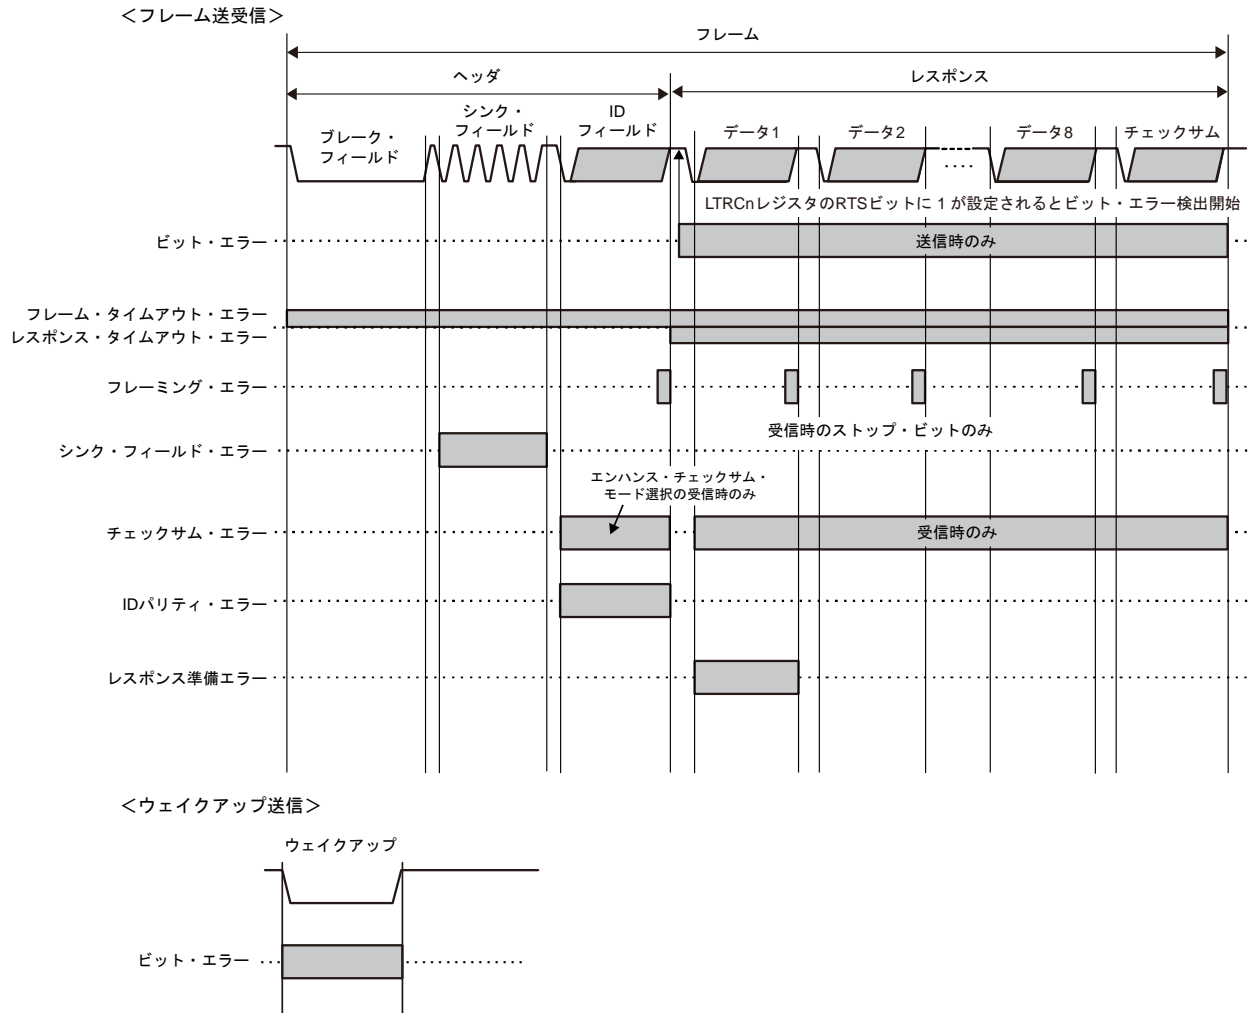 ＜フレーム送受信＞
フレーム
ヘッダ
レスポンス
ブレーク・
フィールド
シンク・
フィールド
ID
フィールド
データ1
データ2
データ8
チェックサム
LTRCnレジスタのRTSビットに 1 が設定されるとビット・エラー検出開始
ビット・エラー
送信時のみ
フレーム・タイムアウト・エラー
レスポンス・タイムアウト・エラー
フレーミング・エラー
受信時のストップ・ビットのみ
シンク・フィールド・エラー
エンハンス・チェックサム・
モード選択の受信時のみ
チェックサム・エラー
受信時のみ
IDパリティ・エラー
レスポンス準備エラー
＜ウェイクアップ送信＞
ウェイクアップ
ビット・エラー